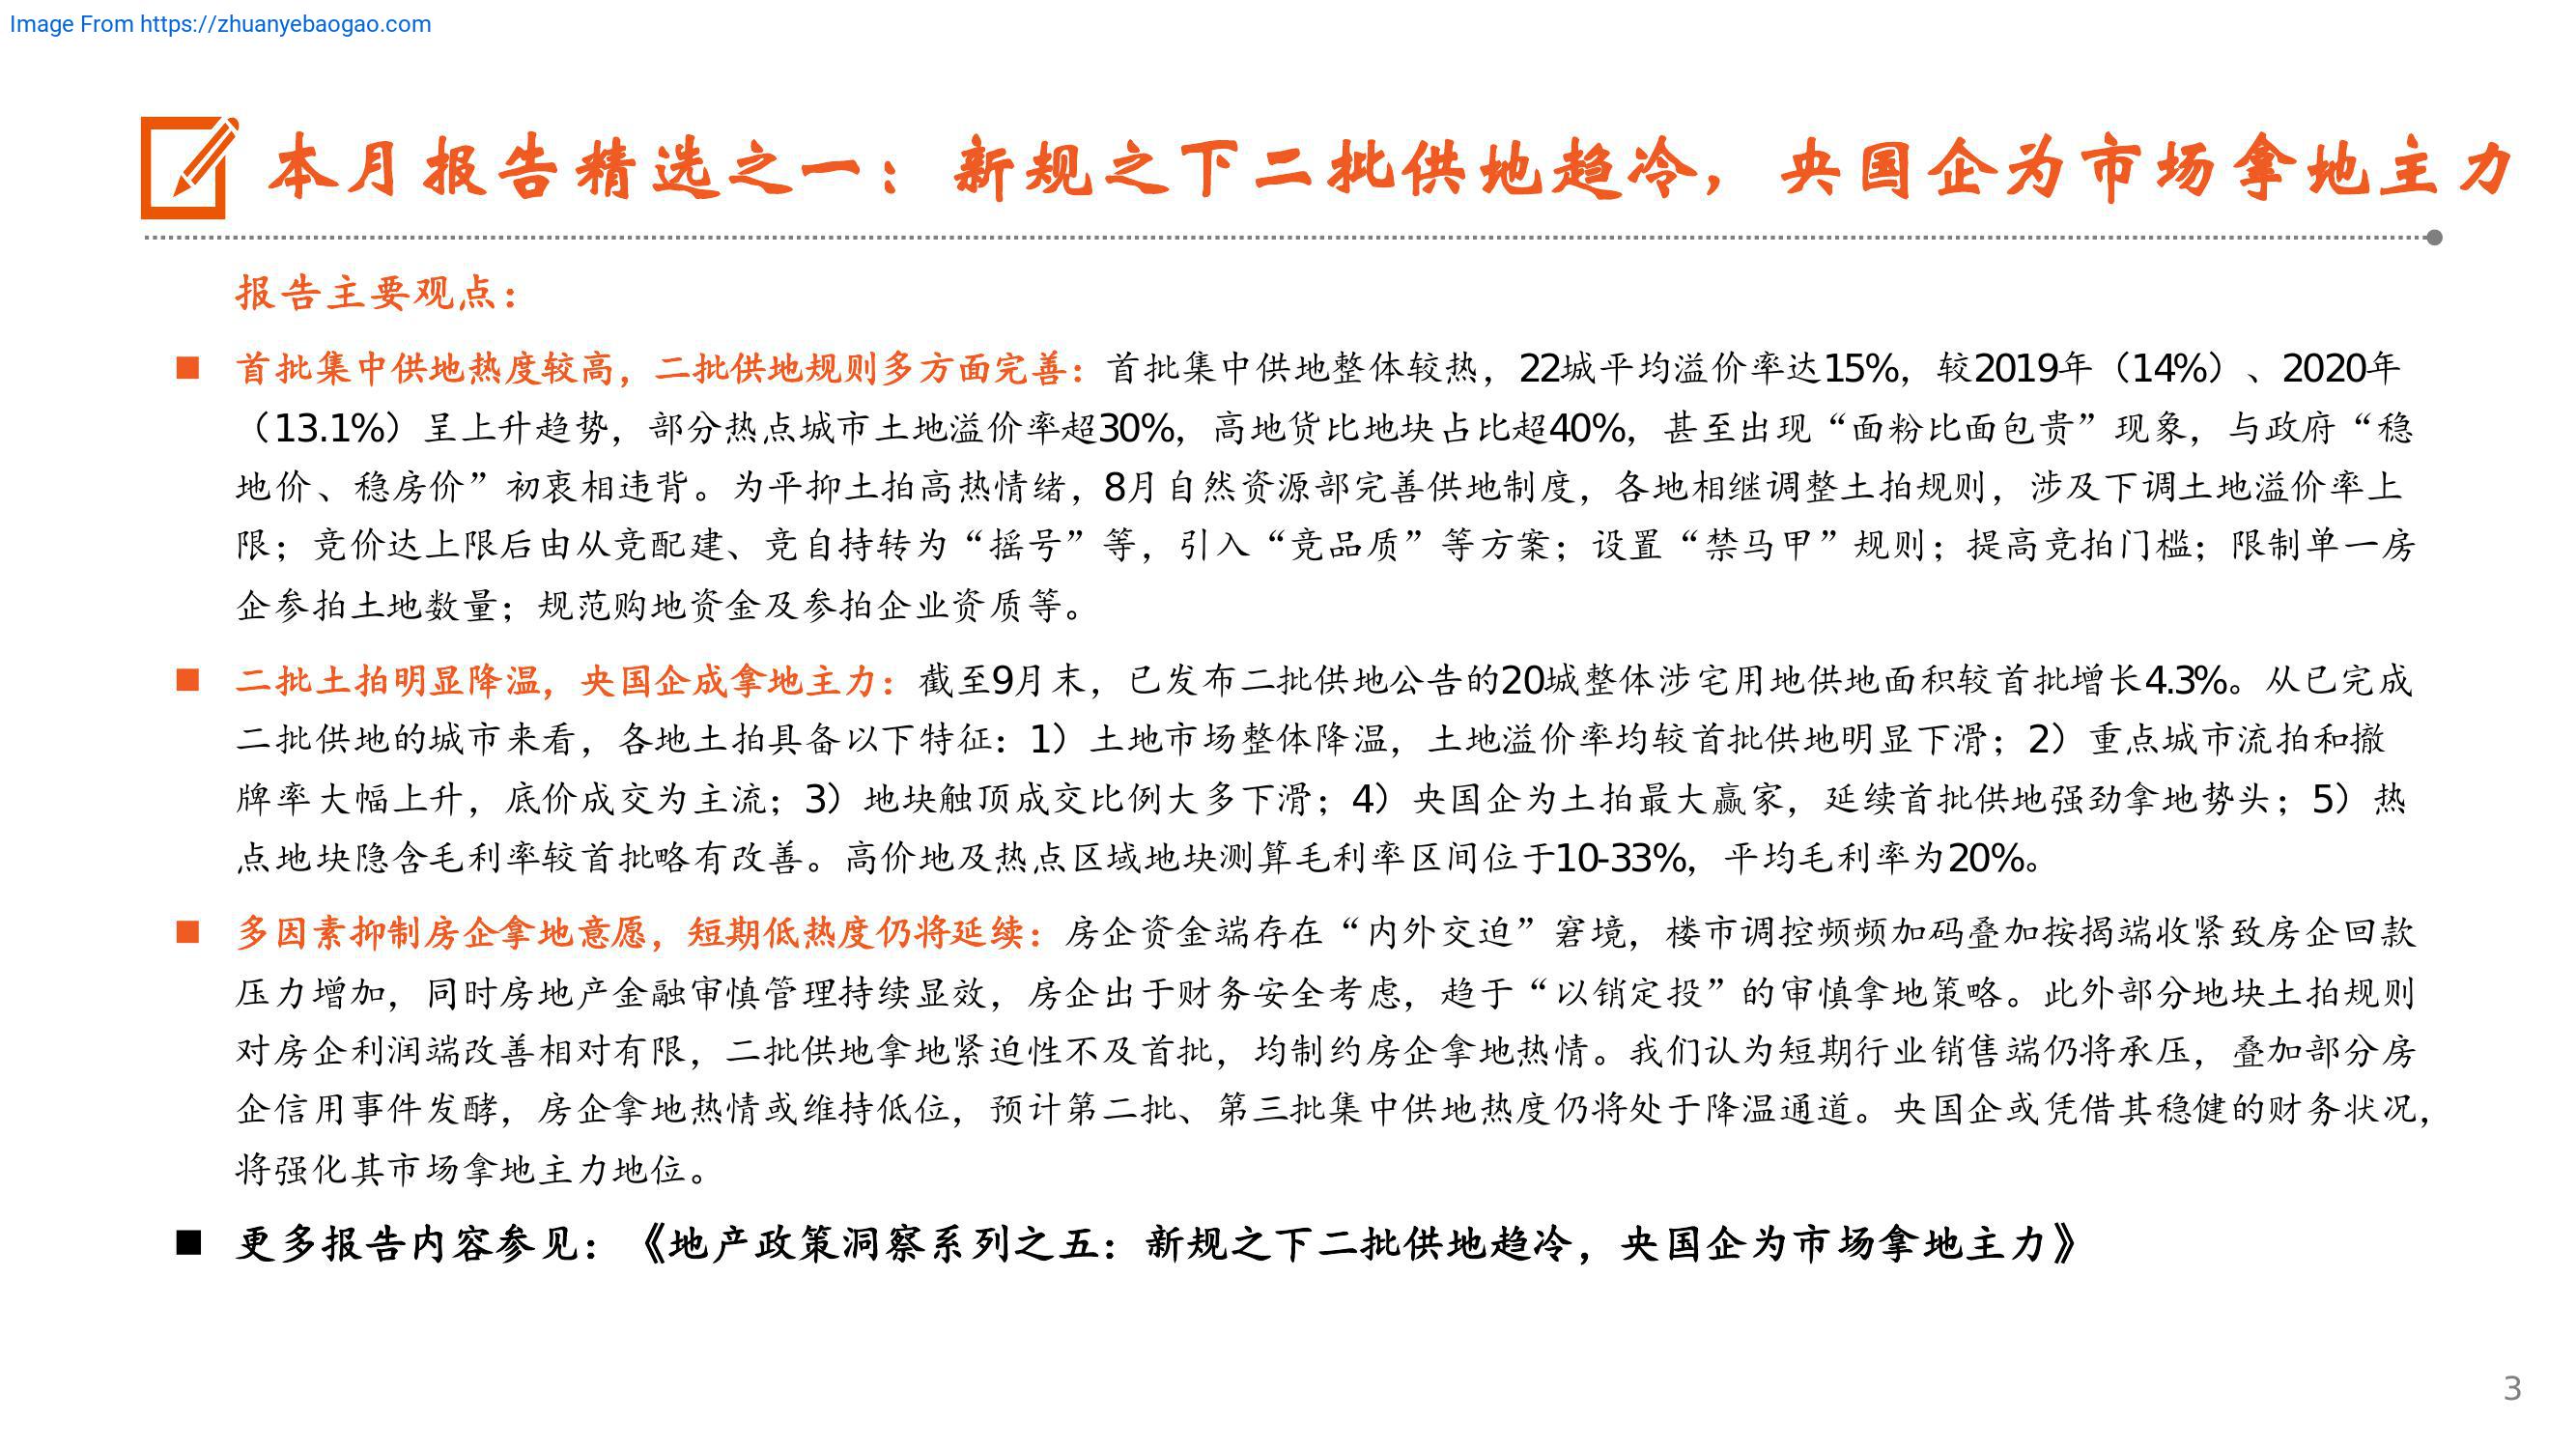 Image From https://zhuanyebaogao.com
本月报告精选之一：新规之下二批供地趋冷，央国企为市场拿地主力
报告主要观点：
■ 首批集中供地热度较高，二批供地规则多方面完善：首批集中供地整体较热，22城平均溢价率达15%，较2019年（14%）、2020年
（13.1%）呈上升趋势，部分热点城市土地溢价率超30%，高地货比地块占比超40%，甚至出现“面粉比面包贵”现象，与政府“稳
地价、稳房价”初衷相违背。为平抑土拍高热情绪，8月自然资源部完善供地制度，各地相继调整土拍规则，涉及下调土地溢价率上
限；竞价达上限后由从竞配建、竞自持转为“摇号”等，引入“竞品质”等方案；设置“禁马甲”规则；提高竞拍门槛；限制单一房
企参拍土地数量；规范购地资金及参拍企业资质等。
■ 二批土拍明显降温，央国企成拿地主力：截至9月末，已发布二批供地公告的20城整体涉宅用地供地面积较首批增长4.3%。从已完成
二批供地的城市来看，各地土拍具备以下特征：1）土地市场整体降温，土地溢价率均较首批供地明显下滑；2）重点城市流拍和撤
牌率大幅上升，底价成交为主流；3）地块触顶成交比例大多下滑；4）央国企为土拍最大赢家，延续首批供地强劲拿地势头；5）热
点地块隐含毛利率较首批略有改善。高价地及热点区域地块测算毛利率区间位于10-33%，平均毛利率为20%。
■ 多因素抑制房企拿地意愿，短期低热度仍将延续：房企资金端存在“内外交迫”窘境，楼市调控频频加码叠加按揭端收紧致房企回款
压力增加，同时房地产金融审慎管理持续显效，房企出于财务安全考虑，趋于“以销定投”的审慎拿地策略。此外部分地块土拍规则
对房企利润端改善相对有限，二批供地拿地紧迫性不及首批，均制约房企拿地热情。我们认为短期行业销售端仍将承压，叠加部分房
企信用事件发酵，房企拿地热情或维持低位，预计第二批、第三批集中供地热度仍将处于降温通道。央国企或凭借其稳健的财务状况，
将强化其市场拿地主力地位。
■ 更多报告内容参见：《地产政策洞察系列之五：新规之下二批供地趋冷，央国企为市场拿地主力》
3